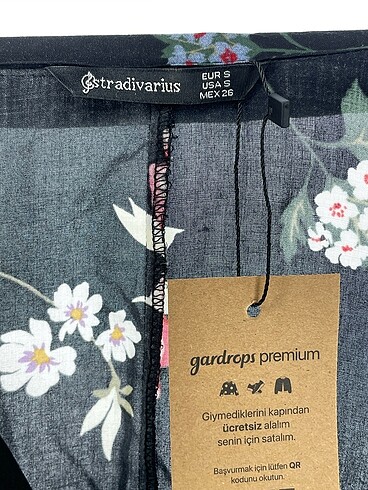 stradivarius
EUR S
USA S
MEX 26
gardrops premium
Giymediklerini kapından
ücretsiz alalım
senin için satalım.
Başvurmak için lütfen QR
kodunu okutun.